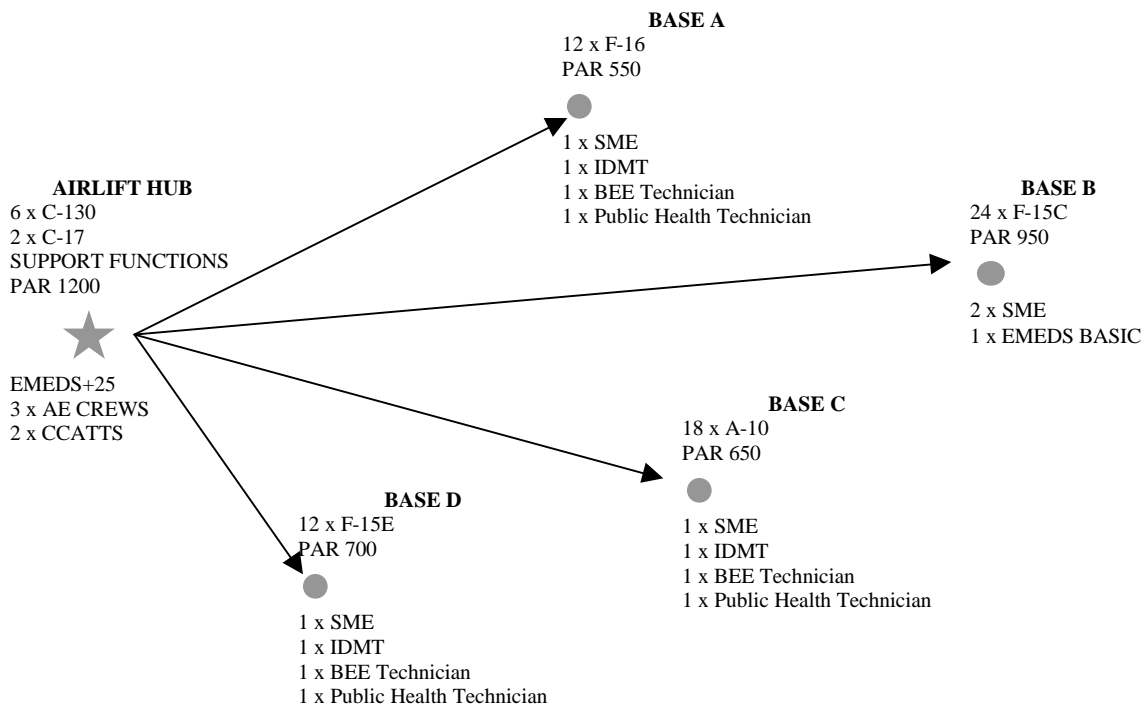 BASE A
12 x F-16
PAR 550
1 x SME
1 x IDMT
1 x BEE Technician
1 x Public Health Technician
AIRLIFT HUB
6 x C-130
2 x C-17
SUPPORT FUNCTIONS
PAR 1200
EMEDS+25
3 x AE CREWS
2 x CCATTS
BASE B
24 x F-15C
PAR 950
2 x SME
1 x EMEDS BASIC
BASE C
18 x A-10
PAR 650
1 x SME
1 x IDMT
1 x BEE Technician
1 x Public Health Technician
BASE D
12 x F-15E
PAR 700
1 x SME
1 x IDMT
1 x BEE Technician
1 x Public Health Technician